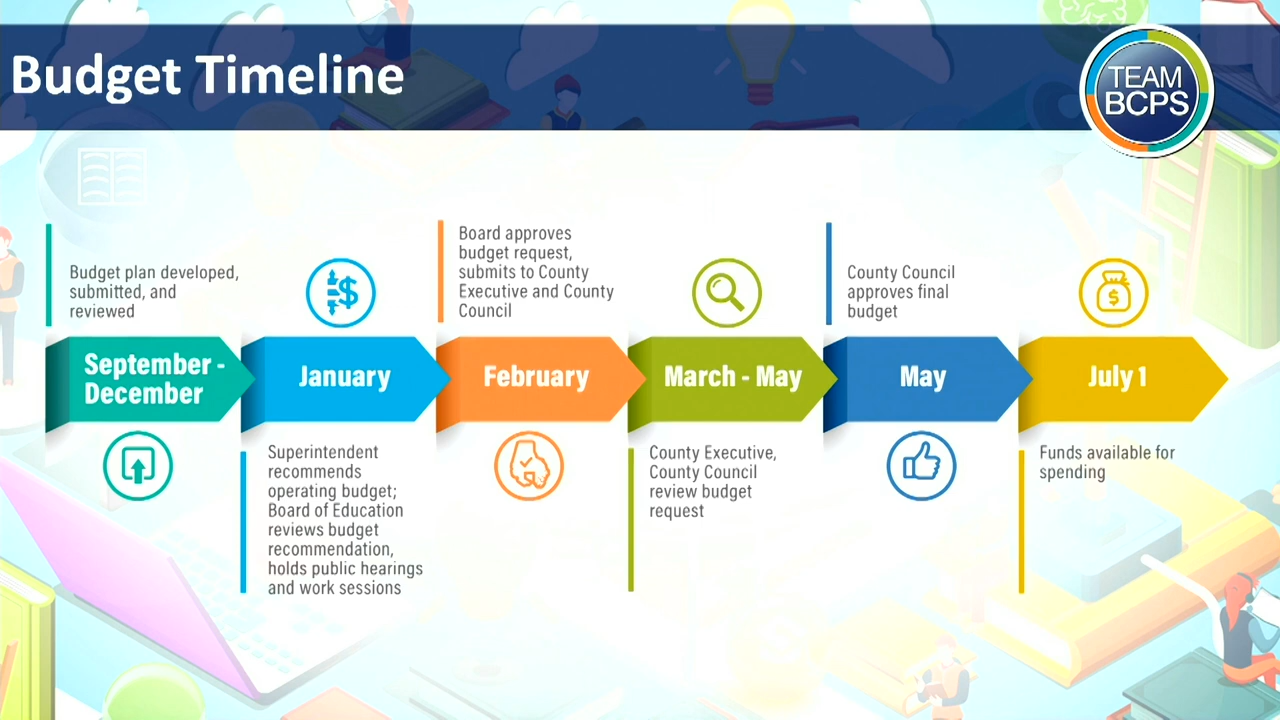 Budget Timeline
TEAM
BCPS
Budget plan developed,
submitted, and
reviewed
September -
December
January
Superintendent
recommends
operating budget;
Board of Education
reviews budget
recommendation,
holds public hearings
and work sessions
Board approves
budget request,
submits to County
Executive and County
Council
February
March - May
County Executive,
County Council
review budget
request
County Council
approves final
budget
May
July 1
Funds available for
spending